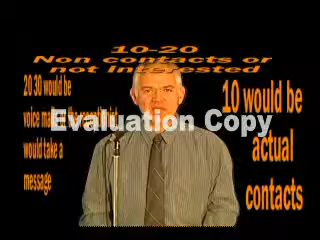 10-20
Non contacts or
not interested
20 30 would be
voice mail
would take a
message
10 would be
actual
contacts
Evaluation Copy